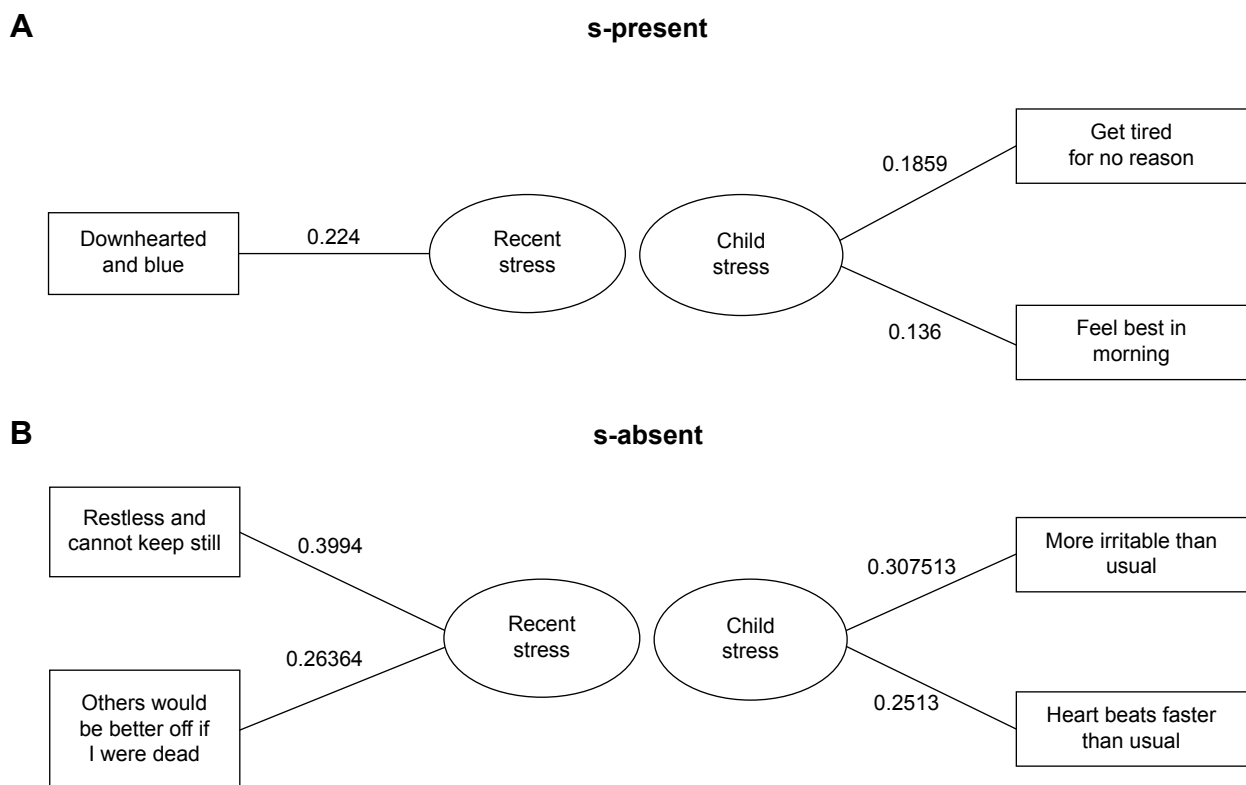 A
s-present
Get tired
for no reason
0.1859
Downhearted
and blue
0.224
Recent
stress
Child
stress
0.136
Feel best in
morning
B
s-absent
Restless and
cannot keep still
0.3994
More irritable than
usual
0.307513
Recent
stress
Child
stress
0.26364
0.2513
Others would
be better off if
I were dead
Heart beats faster
than usual